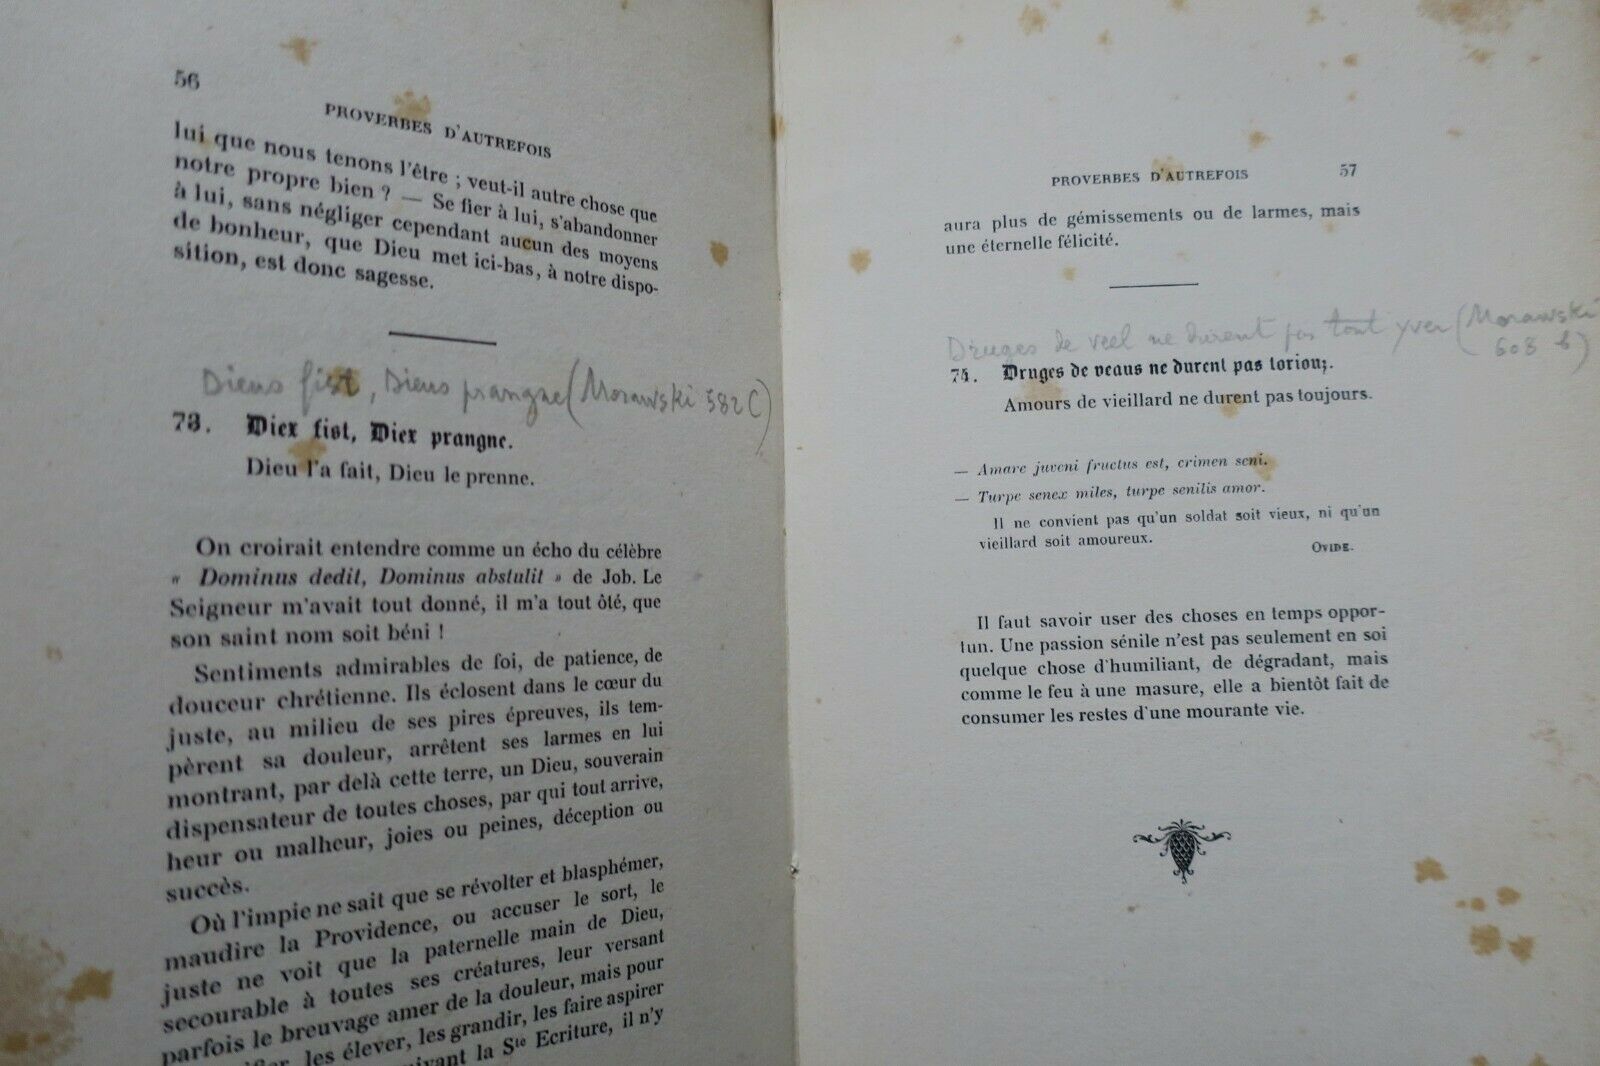 56
PROVERBES D'AUTREFOIS
lui que nous tenons l'être ; veut-il autre chose que
notre propre bien ? — Se fier à lui, s'abandonner
à lui, sans négliger cependant aucun des moyens
de bonheur, que Dieu met ici-bas, à notre dispo-
sition, est donc sagesse.
Diens fist, Diens prangne (Morawski 582 C)
73. Diex fist, Diex prangne.
Dieu l'a fait, Dieu le prenne.
On croirait entendre comme un écho du célèbre
« Dominus dedit, Dominus abstulit » de Job. Le
Seigneur m'avait tout donné, il m'a tout ôté, que
son saint nom soit béni !
Sentiments admirables de foi, de patience, de
douceur chrétienne. Ils éclosent dans le cœur du
juste, au milieu de ses pires épreuves, ils tem-
pèrent sa douleur, arrêtent ses larmes en lui
montrant, par delà cette terre, un Dieu, souverain
dispensateur de toutes choses, par qui tout arrive,
heur ou malheur, joies ou peines, déception ou
succès.
Où l'impie ne sait que se révolter et blasphémer,
maudire la Providence, ou accuser le sort, le
juste ne voit que la paternelle main de Dieu,
secourable à toutes ses créatures, leur versant
parfois le breuvage amer de la douleur, mais pour
les élever, les grandir, les faire aspirer
la Ste Ecriture, il n'y
PROVERBES D'AUTREFOIS
57
aura plus de gémissements ou de larmes, mais
une éternelle félicité.
Druges de veel ne durent pas tout yver (Morawski
608 b)
74. Druges de veaus ne durent pas toriouz.
Amours de vieillard ne durent pas toujours.
— Amare juveni fructus est, crimen seni.
— Turpe senex miles, turpe senilis amor.
Il ne convient pas qu'un soldat soit vieux, ni qu'un
vieillard soit amoureux.
OVIDE.
Il faut savoir user des choses en temps oppor-
tun. Une passion sénile n'est pas seulement en soi
quelque chose d'humiliant, de dégradant, mais
comme le feu à une masure, elle a bientôt fait de
consumer les restes d'une mourante vie.